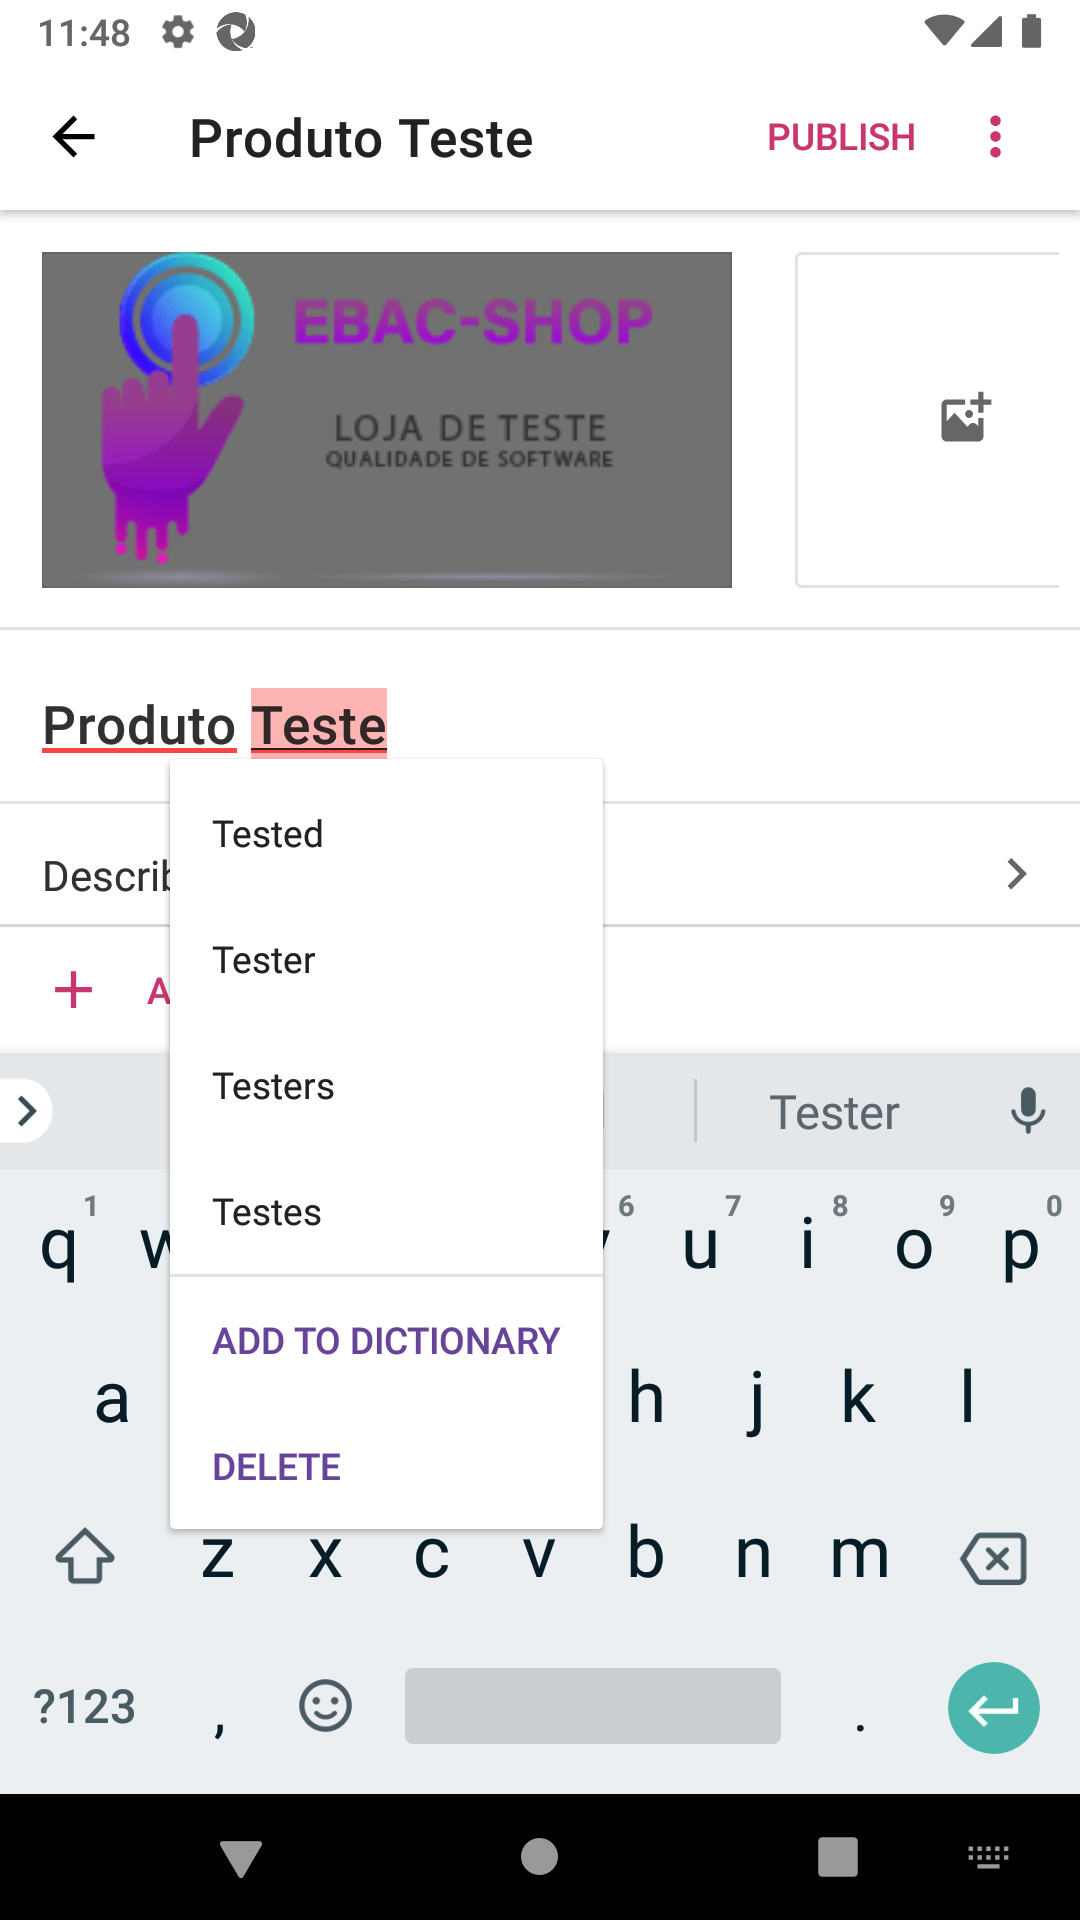 11:48
Produto Teste
PUBLISH
EBAC-SHOP
LOJA DE TESTE
QUALIDADE DE SOFTWARE
Produto Teste
Tested
Tester
Testers
Testes
ADD TO DICTIONARY
DELETE
Tester
1 6 7 8 9 0
q w u i o p
a h j k l
z x c v b n m
?123 , .